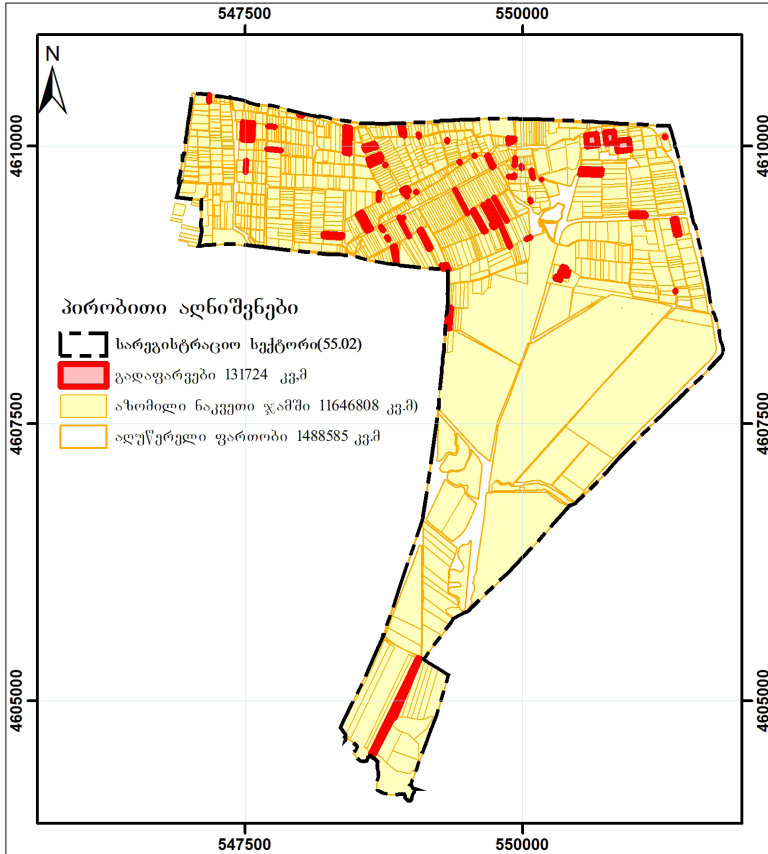 547500 550000
N
4610000 4610000
პირობითი აღნიშვნები
სარეგისტრაციო სექტორი(55.02)
გადაფარვები 131724 კვ.მ
აზომილი ნაკვეთი ჯამში 11646808 კვ.მ)
აღუწერელი ფართობი 1488585 კვ.მ
4607500 4607500
4605000 4605000
547500 550000